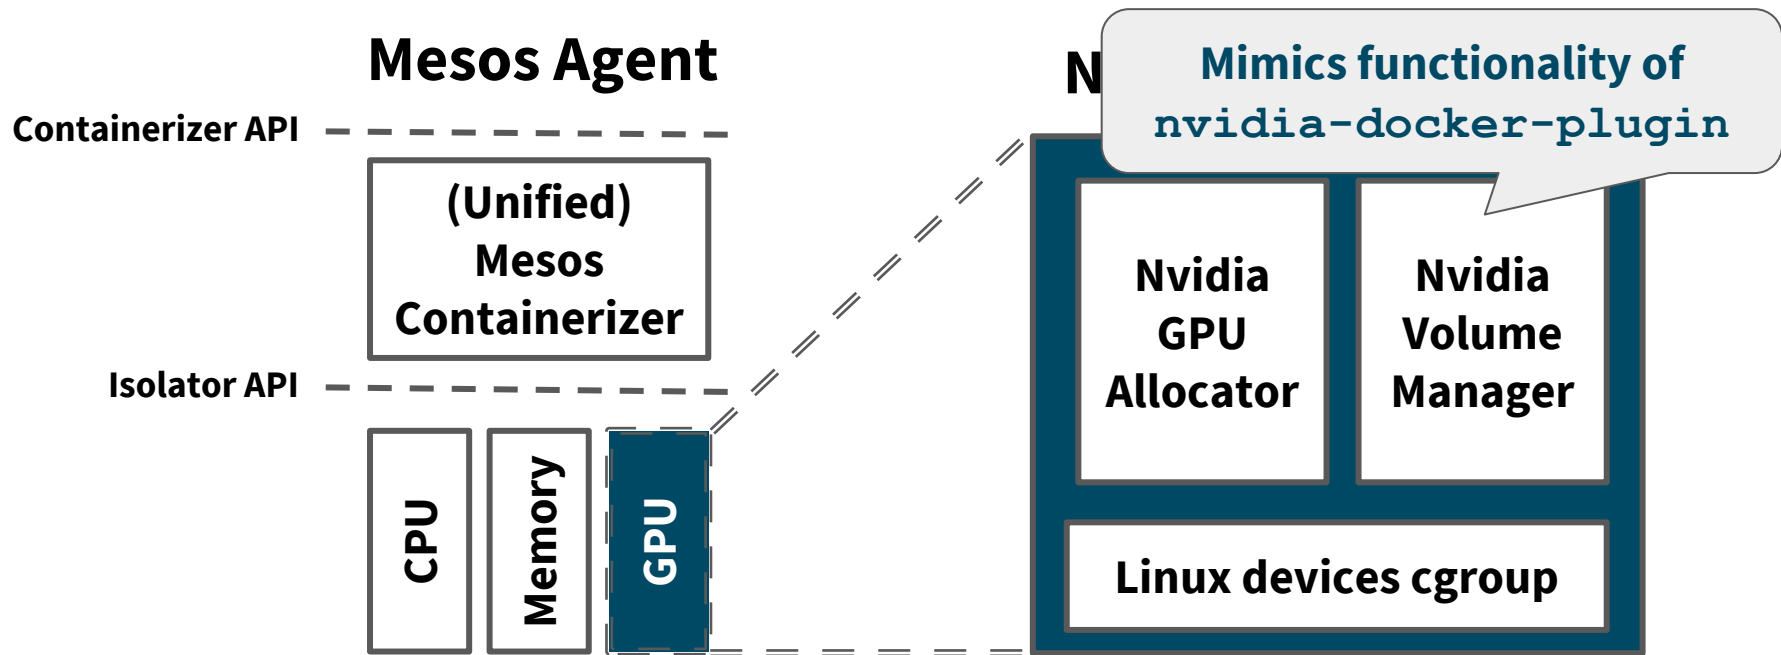 Mesos Agent
Containerizer API
(Unified)
Mesos
Containerizer
Isolator API
CPU
Memory
GPU
N
Mimics functionality of
nvidia-docker-plugin
Nvidia
GPU
Allocator
Nvidia
Volume
Manager
Linux devices cgroup